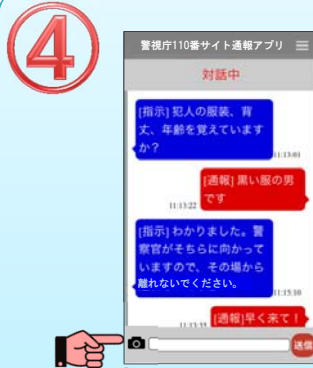 ④
警視庁110番サイト通報アプリ
対話中
[指示] 犯人の服装、背
丈、年齢を覚えています
か？
11:13:01
[通報] 黒い服の男
です
11:13:22
[指示] わかりました。警
察官がそちらに向かって
いますので、その場から
離れないでください。
11:15:10
[通報]早く来て！
送信